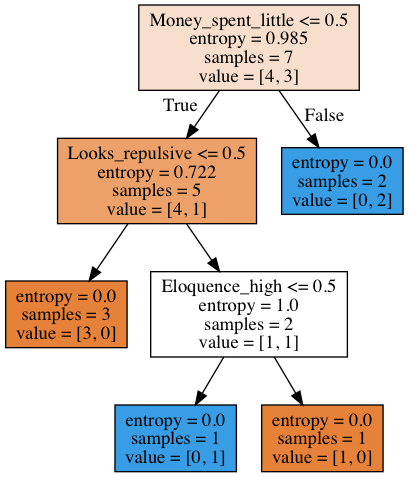 Money_spent_little <= 0.5
entropy = 0.985
samples = 7
value = [4, 3]
True
False
Looks_repulsive <= 0.5
entropy = 0.722
samples = 5
value = [4, 1]
entropy = 0.0
samples = 2
value = [0, 2]
entropy = 0.0
samples = 3
value = [3, 0]
Eloquence_high <= 0.5
entropy = 1.0
samples = 2
value = [1, 1]
entropy = 0.0
samples = 1
value = [0, 1]
entropy = 0.0
samples = 1
value = [1, 0]